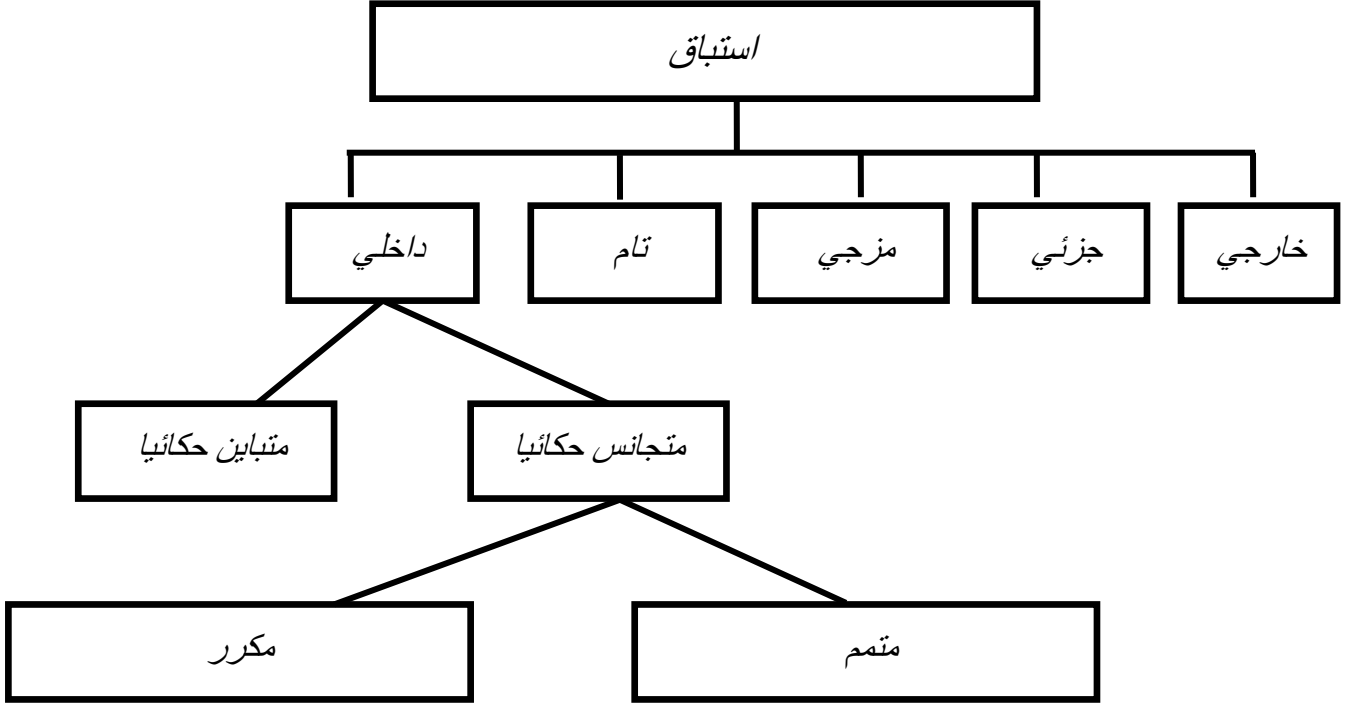 استباق
خارجي
جزئي
مزجي
تام
داخلي
متجانس حكائيا
متباين حكائيا
متمم
مكرر